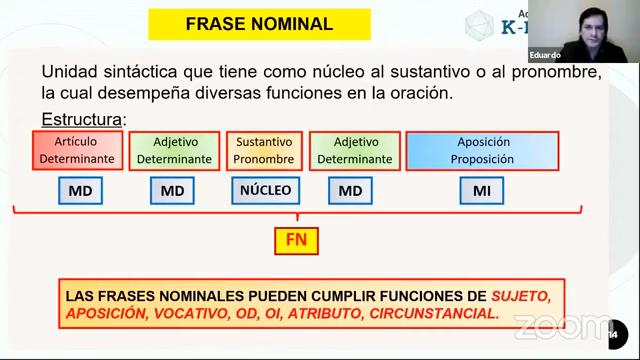 FRASE NOMINAL
Eduardo
Unidad sintáctica que tiene como núcleo al sustantivo o al pronombre,
la cual desempeña diversas funciones en la oración.
Estructura:
Artículo
Determinante
Adjetivo
Determinante
Sustantivo
Pronombre
Adjetivo
Determinante
Aposición
Proposición
MD
MD
NÚCLEO
MD
MI
FN
LAS FRASES NOMINALES PUEDEN CUMPLIR FUNCIONES DE SUJETO,
APOSICIÓN, VOCATIVO, OD, OI, ATRIBUTO, CIRCUNSTANCIAL.
zoom
14